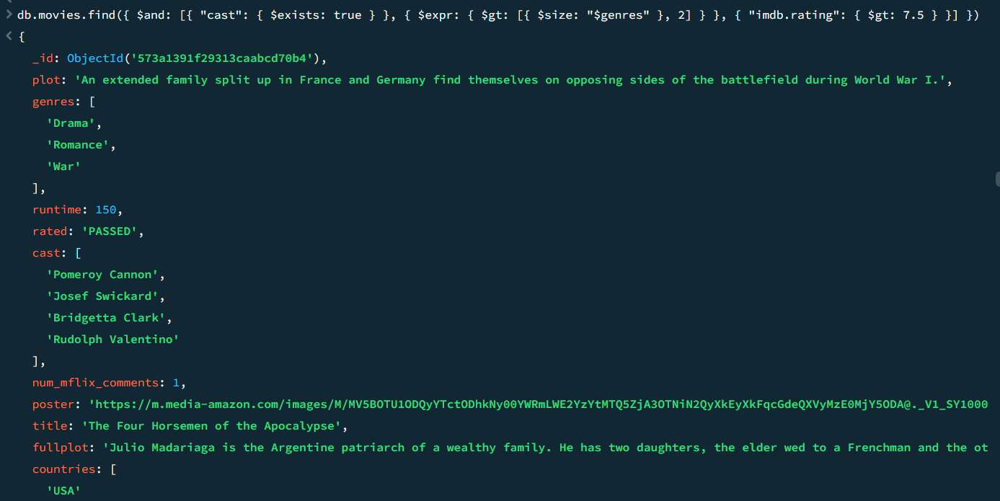 > db.movies.find({ $and: [{ "cast": { $exists: true } }, { $expr: { $gt: [{ $size: "$genres" }, 2] } }, { "imdb.rating": { $gt: 7.5 } }] })
< {
_id: ObjectId('573a1391f29313caabcd70b4'),
plot: 'An extended family split up in France and Germany find themselves on opposing sides of the battlefield during World War I.',
genres: [
'Drama',
'Romance',
'War'
],
runtime: 150,
rated: 'PASSED',
cast: [
'Pomeroy Cannon',
'Josef Swickard',
'Bridgetta Clark',
'Rudolph Valentino'
],
num_mflix_comments: 1,
poster: 'https://m.media-amazon.com/images/M/MV5BOTU1ODQyYTctODhkNy00YWRmLWE2YzYtMTQ5ZjA3OTNiN2QyXkEyXkFqcGdeQXVyMzE0MjY5ODA@._V1_SY1000
title: 'The Four Horsemen of the Apocalypse',
fullplot: 'Julio Madariaga is the Argentine patriarch of a wealthy family. He has two daughters, the elder wed to a Frenchman and the ot
countries: [
'USA'